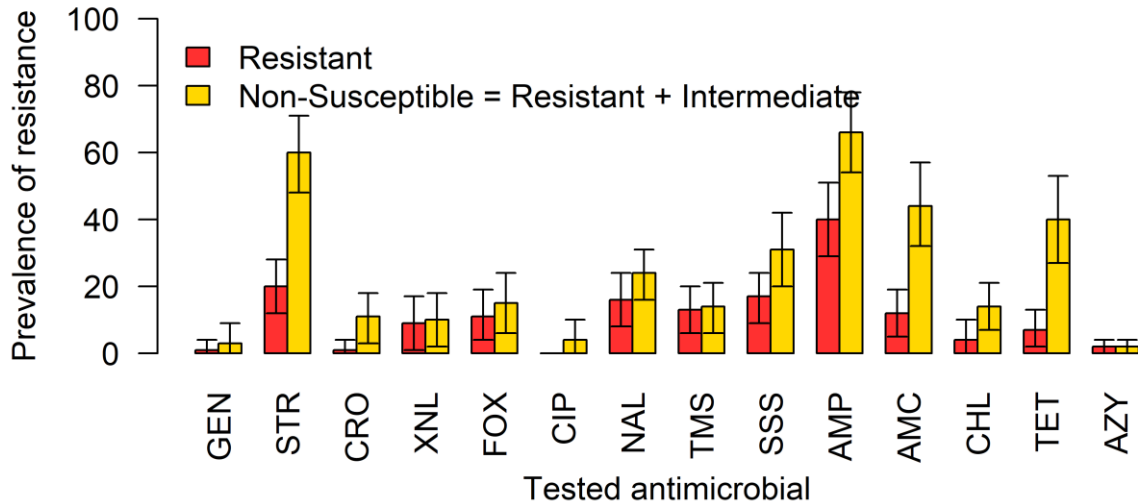 Prevalence of resistance
100
80
60
40
20
0
Resistant
Non-Susceptible = Resistant + Intermediate
GEN
STR
CRO
XNL
FOX
CIP
NAL
TMS
SSS
AMP
AMC
CHL
TET
AZY
Tested antimicrobial